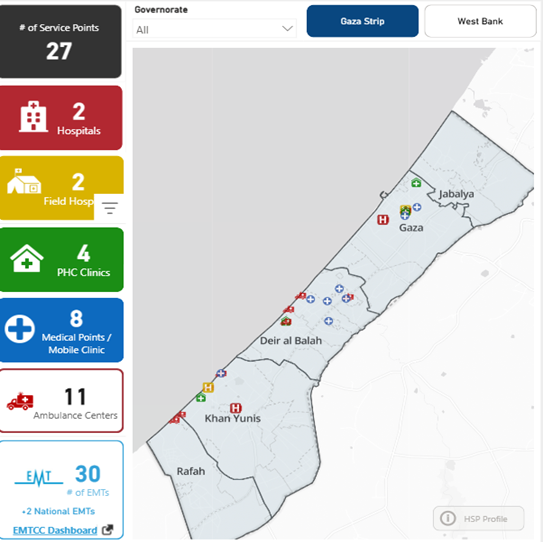 Governorate
All
Gaza Strip
West Bank
# of Service Points
27
2
Hospitals
2
Field Hosp
4
PHC Clinics
8
Medical Points /
Mobile Clinic
11
Ambulance Centers
EMT
30
# of EMTs
+2 National EMTs
EMTCC Dashboard
Jabalya
H
Gaza
Deir al Balah
H
H
Khan Yunis
Rafah
HSP Profile